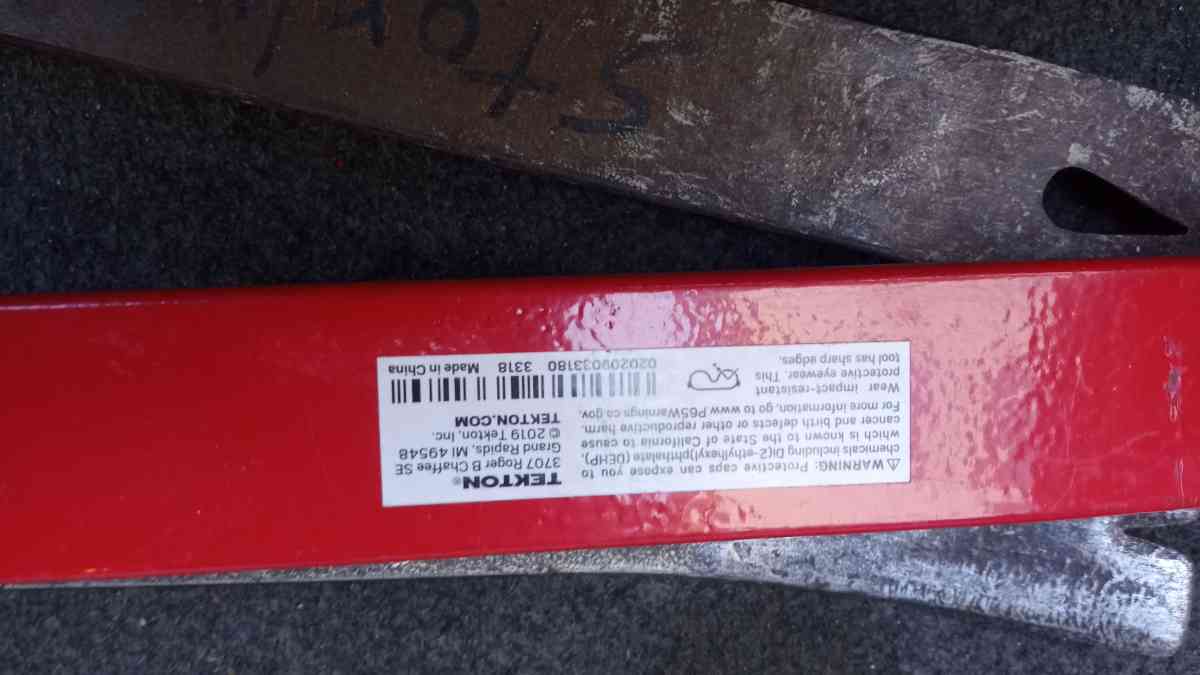 ⚠WARNING: Protective caps can expose you to
chemicals including Di(2-ethylhexyl)phthalate (DEHP),
which is known to the State of California to cause
cancer and birth defects or other reproductive harm.
For more information, go to www.P65Warnings.ca.gov.
Wear impact-resistant
protective eyewear. This
tool has sharp edges.
TEKTON®
3707 Roger B Chaffee SE
Grand Rapids, MI 49548
© 2019 Tekton, Inc.
TEKTON.COM
020209033180 3318 Made in China